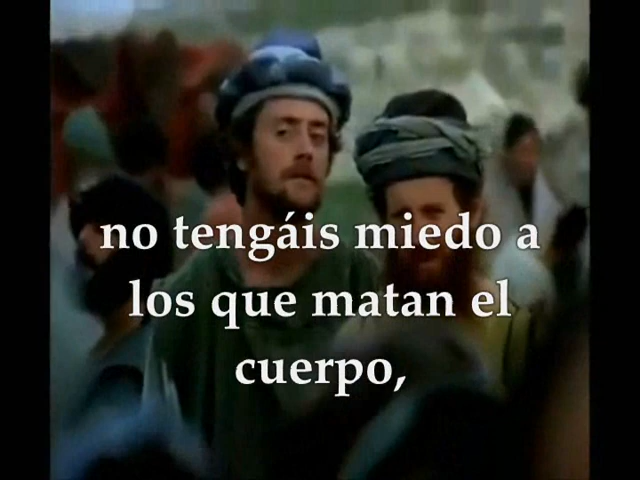 no tengáis miedo a
los que matan el
cuerpo,